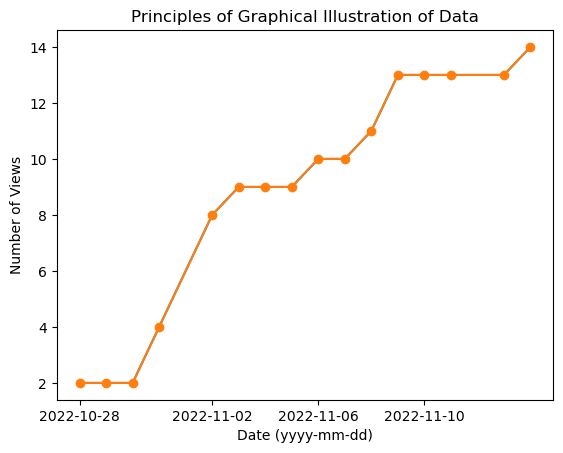 Principles of Graphical Illustration of Data
14
12
10
8
6
4
2
Number of Views
2022-10-28 2022-11-02 2022-11-06 2022-11-10
Date (yyyy-mm-dd)